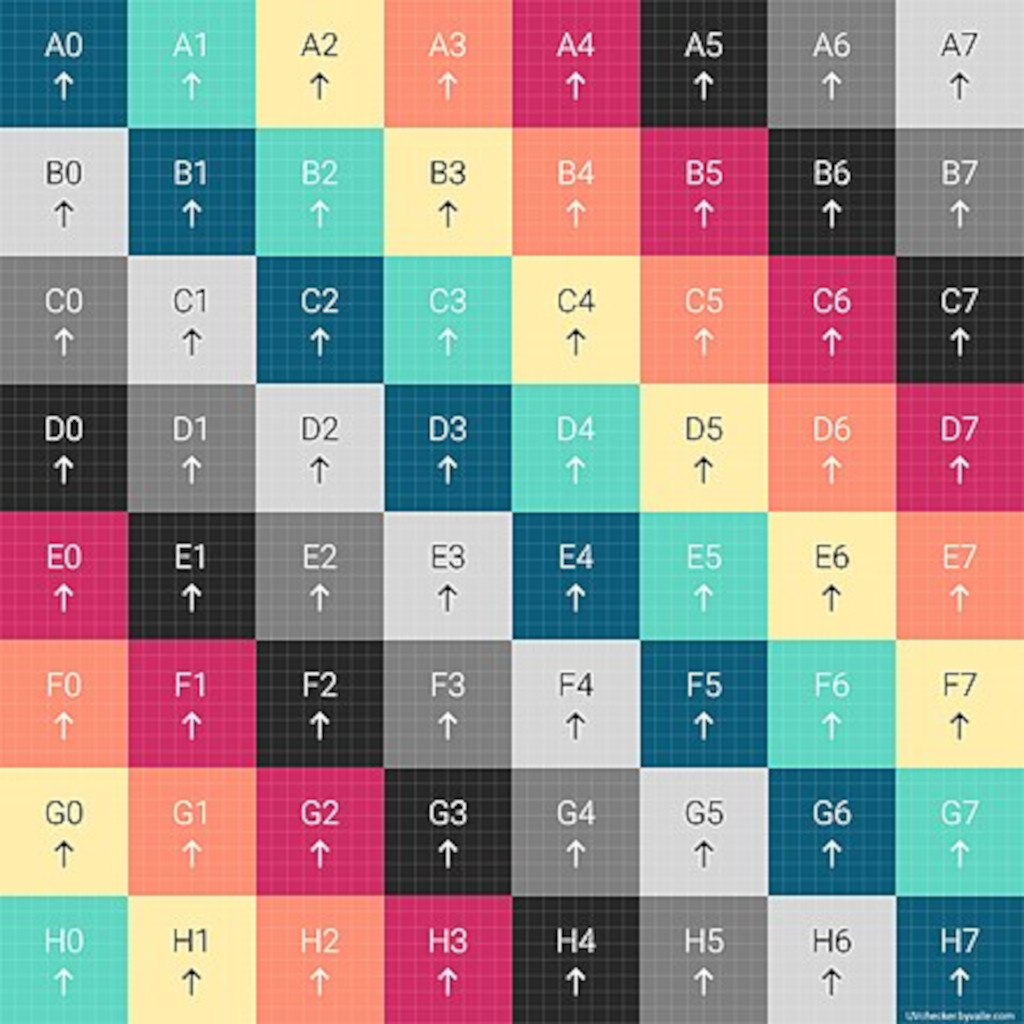 A0 A1 A2 A3 A4 A5 A6 A7
↑ ↑ ↑ ↑ ↑ ↑ ↑ ↑
B0 B1 B2 B3 B4 B5 B6 B7
↑ ↑ ↑ ↑ ↑ ↑ ↑ ↑
C0 C1 C2 C3 C4 C5 C6 C7
↑ ↑ ↑ ↑ ↑ ↑ ↑ ↑
D0 D1 D2 D3 D4 D5 D6 D7
↑ ↑ ↑ ↑ ↑ ↑ ↑ ↑
E0 E1 E2 E3 E4 E5 E6 E7
↑ ↑ ↑ ↑ ↑ ↑ ↑ ↑
F0 F1 F2 F3 F4 F5 F6 F7
↑ ↑ ↑ ↑ ↑ ↑ ↑ ↑
G0 G1 G2 G3 G4 G5 G6 G7
↑ ↑ ↑ ↑ ↑ ↑ ↑ ↑
H0 H1 H2 H3 H4 H5 H6 H7
↑ ↑ ↑ ↑ ↑ ↑ ↑ ↑